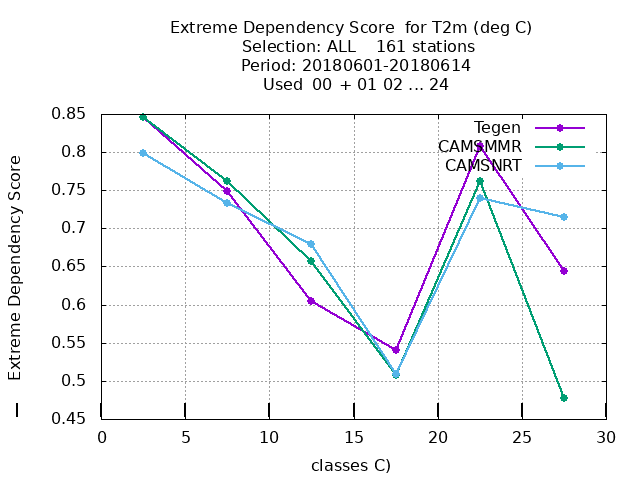 Extreme Dependency Score  for T2m (deg C)
Selection: ALL    161 stations
Period: 20180601-20180614
Used  00  + 01 02 ... 24
Tegen
CAMSMMR
CAMSNRT
0.85
0.8
0.75
0.7
0.65
0.6
0.55
0.5
0.45
Extreme Dependency Score
0 5 10 15 20 25 30
classes C)